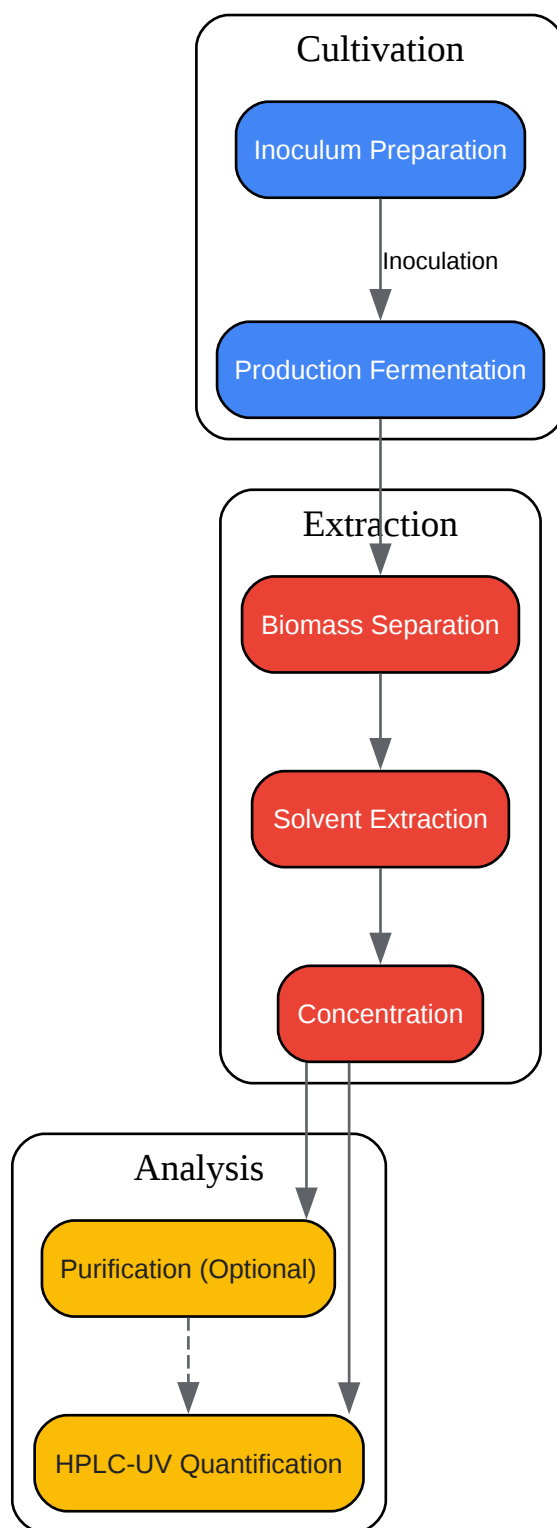 Cultivation
Inoculum Preparation
Inoculation
Production Fermentation
Extraction
Biomass Separation
Solvent Extraction
Concentration
Analysis
Purification (Optional)
HPLC-UV Quantification